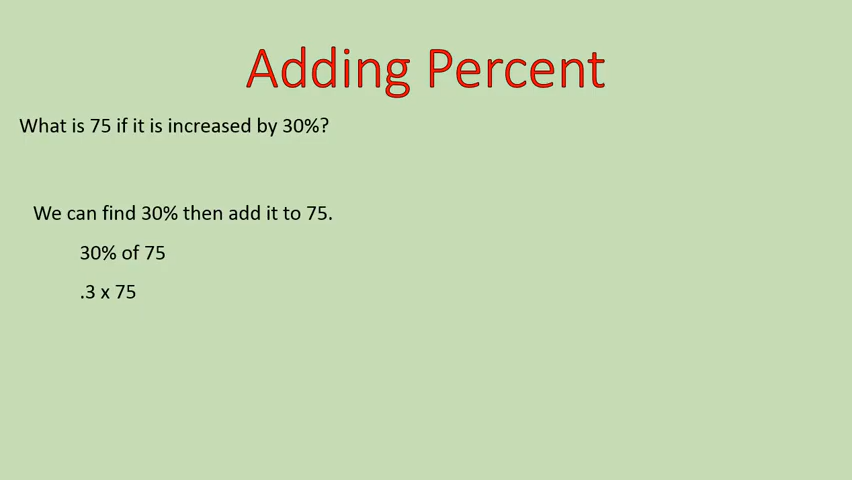 Adding Percent
What is 75 if it is increased by 30%?
We can find 30% then add it to 75.
30% of 75
.3 x 75